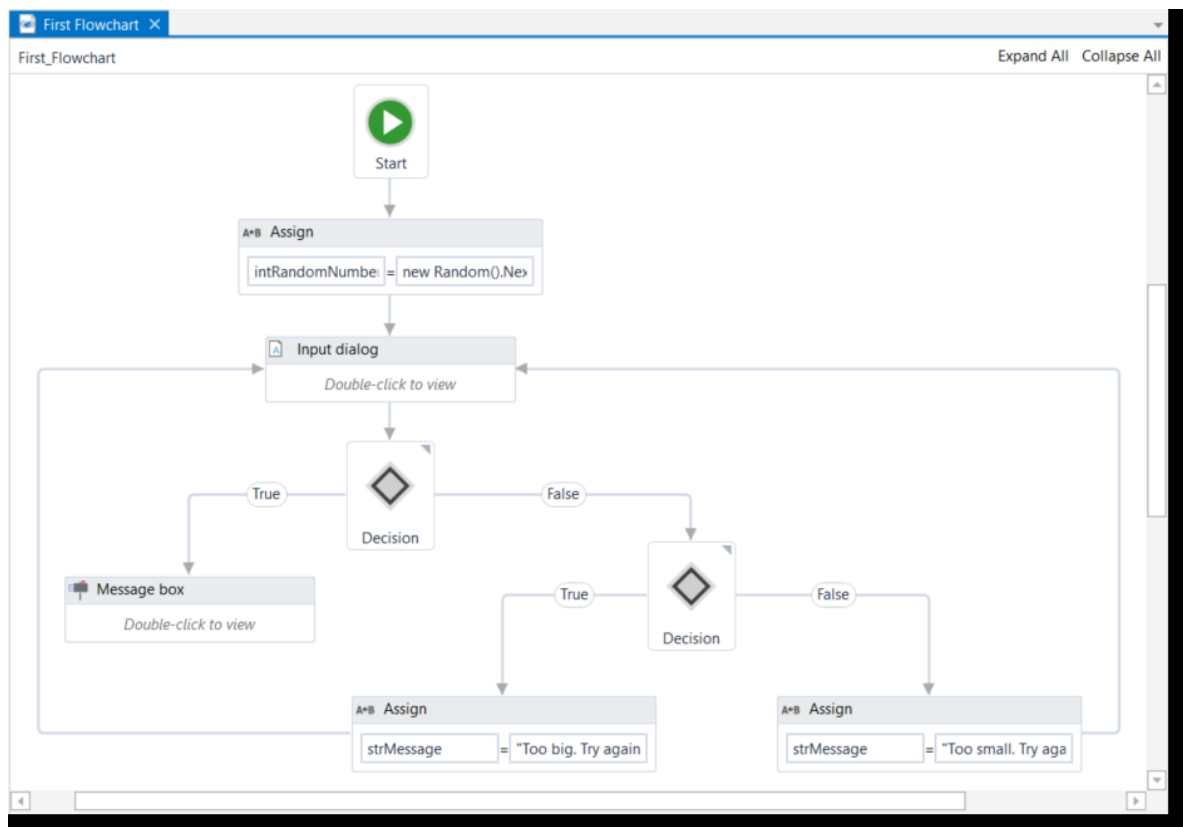 First Flowchart
First_Flowchart
Expand All Collapse All
Start
A+B Assign
intRandomNumber = new Random().Nex
Input dialog
Double-click to view
Decision
True
False
Message box
Double-click to view
Decision
True
False
A+B Assign
strMessage = "Too big. Try again
A+B Assign
strMessage = "Too small. Try aga